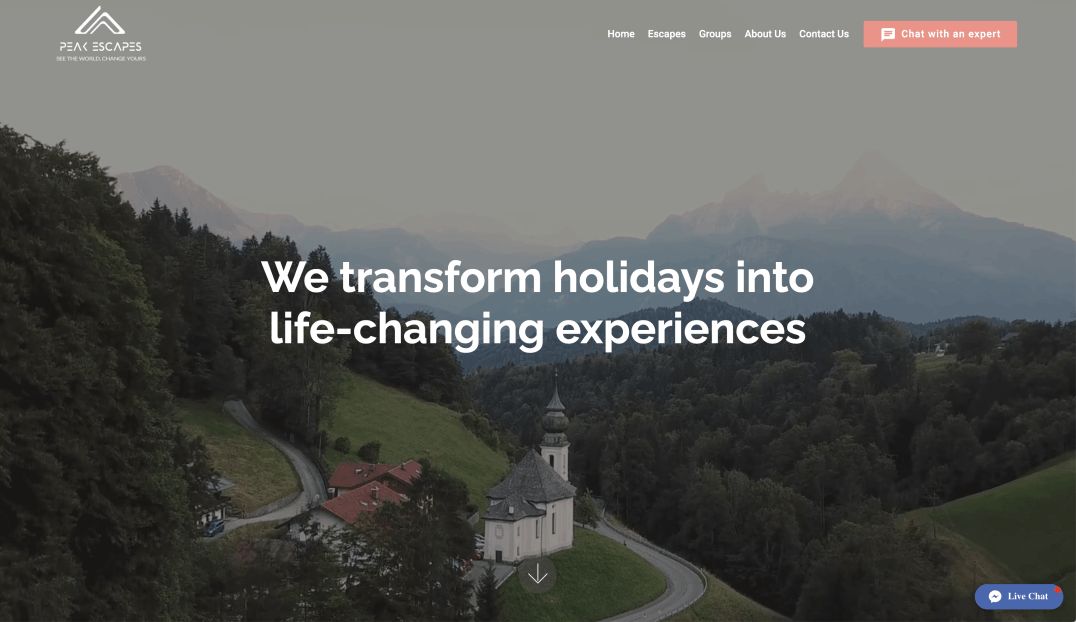 PEAK ESCAPES
SEE THE WORLD, CHANGE YOURS
Home Escapes Groups About Us Contact Us Chat with an expert
We transform holidays into
life-changing experiences
Live Chat